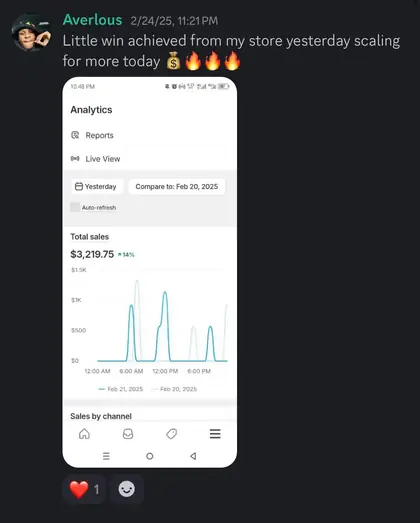 Averlous 2/24/25, 11:21 PM
Little win achieved from my store yesterday scaling
for more today 💰🔥🔥🔥
10:48 PM
Analytics
Reports
Live View
Yesterday
Compare to: Feb 20, 2025
Auto-refresh
Total sales
$3,219.75 14%
$1.5K
$1K
$500
$0
12:00 AM 6:00 AM 12:00 PM 6:00 PM
Feb 21, 2025 Feb 20, 2025
Sales by channel
❤️ 1